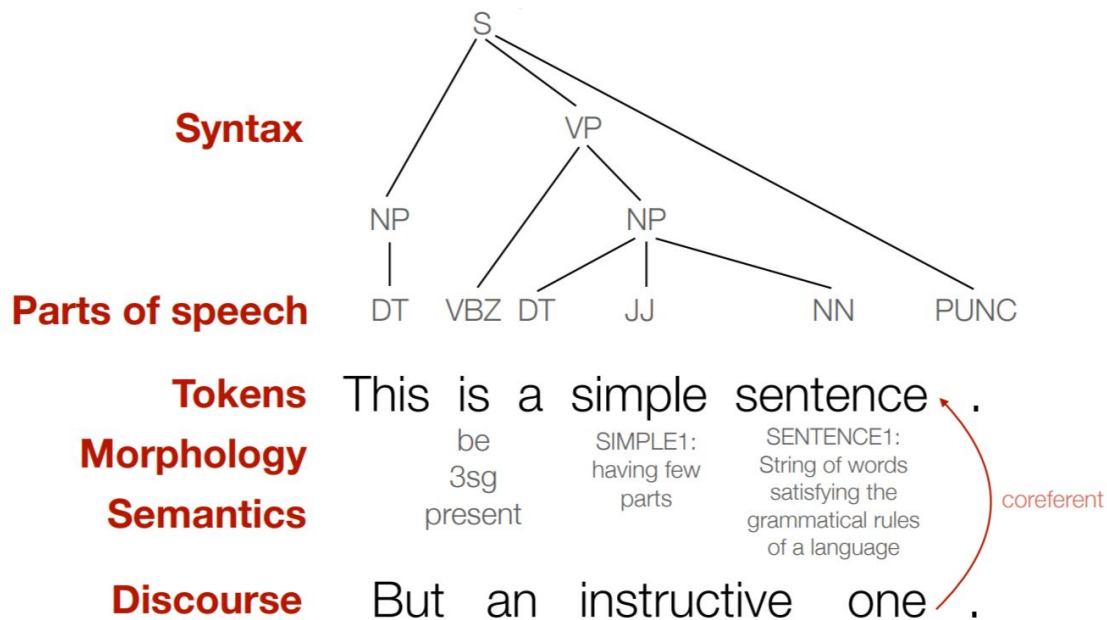 S
Syntax
VP
NP NP
Parts of speech DT VBZ DT JJ NN PUNC
Tokens This is a simple sentence .
Morphology be SIMPLE1: SENTENCE1:
3sg having few String of words
Semantics present parts satisfying the
grammatical rules
of a language
coreferent
Discourse But an instructive one .